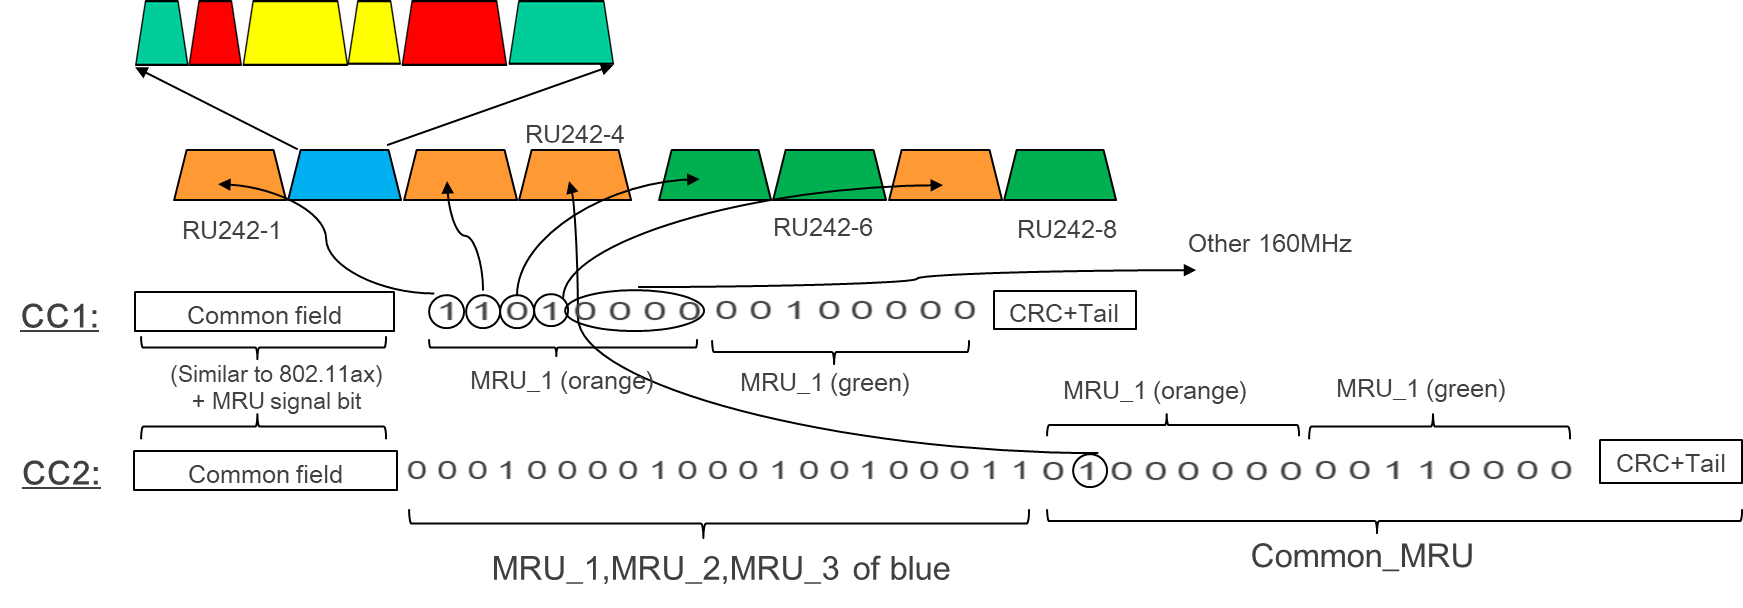 RU242-4
RU242-1
RU242-6
RU242-8
Other 160MHz
CC1: Common field 1 1 0 1 0 0 0 0 0 0 1 0 0 0 0 0 CRC+Tail
(Similar to 802.11ax)
+ MRU signal bit
MRU_1 (orange)
MRU_1 (green)
MRU_1 (orange)
MRU_1 (green)
CC2: Common field 0 0 0 1 0 0 0 0 1 0 0 0 1 0 0 1 0 0 0 1 1 0 1 0 0 0 0 0 0 0 0 1 1 0 0 0 0 CRC+Tail
MRU_1,MRU_2,MRU_3 of blue
Common_MRU